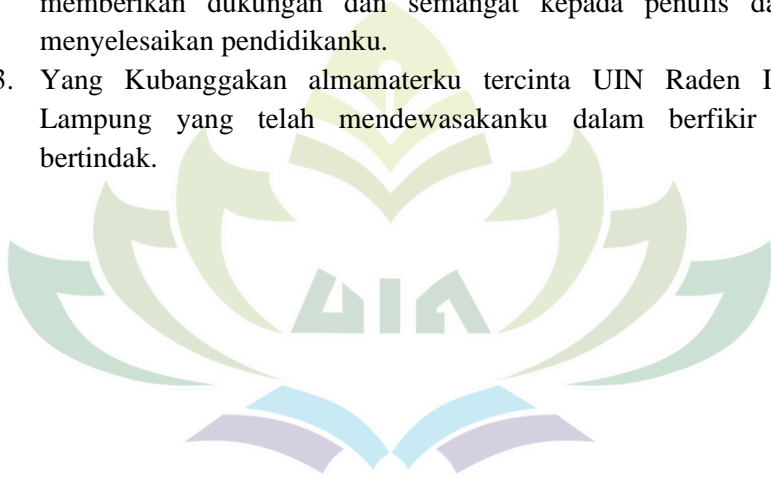 memberikan dukungan dan semangat kepada penulis
menyelesaikan pendidikanku.
3. Yang Kubanggakan almamaterku tercinta UIN Raden
Lampung yang telah mendewasakanku dalam berfikir
bertindak.
UIN